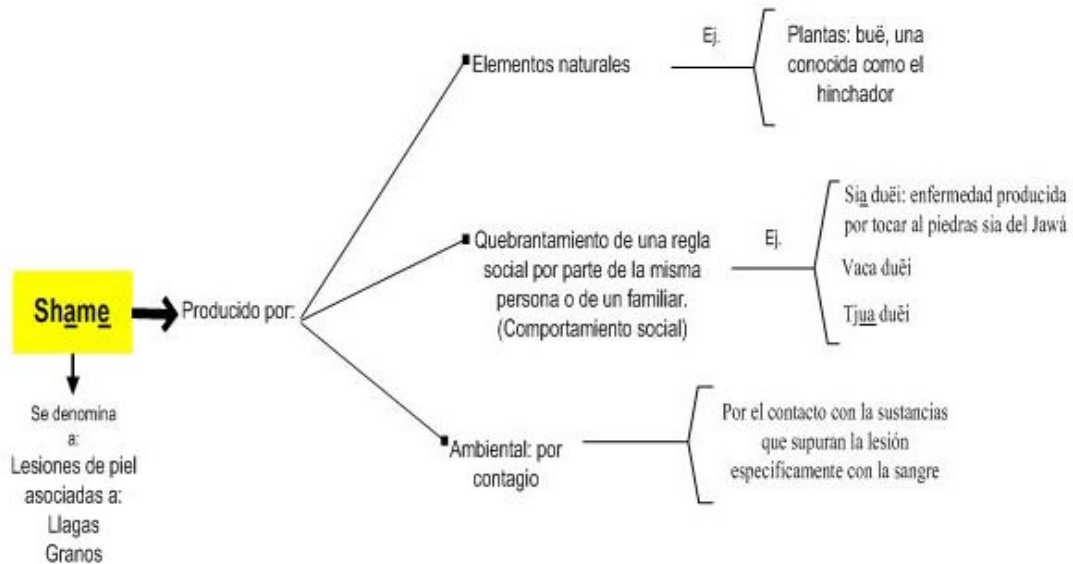 Shame
Se denomina
a:
Lesiones de piel
asociadas a:
Llagas
Granos
Producido por:
Elementos naturales
Ej.
Plantas: buë, una
conocida como el
hinchador
Quebrantamiento de una regla
social por parte de la misma
persona o de un familiar.
(Comportamiento social)
Ej.
Sia duëi: enfermedad producida
por tocar al piedras sia del Jawá
Vaca duëi
Tjua duëi
Ambiental: por
contagio
Por el contacto con la sustancias
que supuran la lesión
especificamente con la sangre